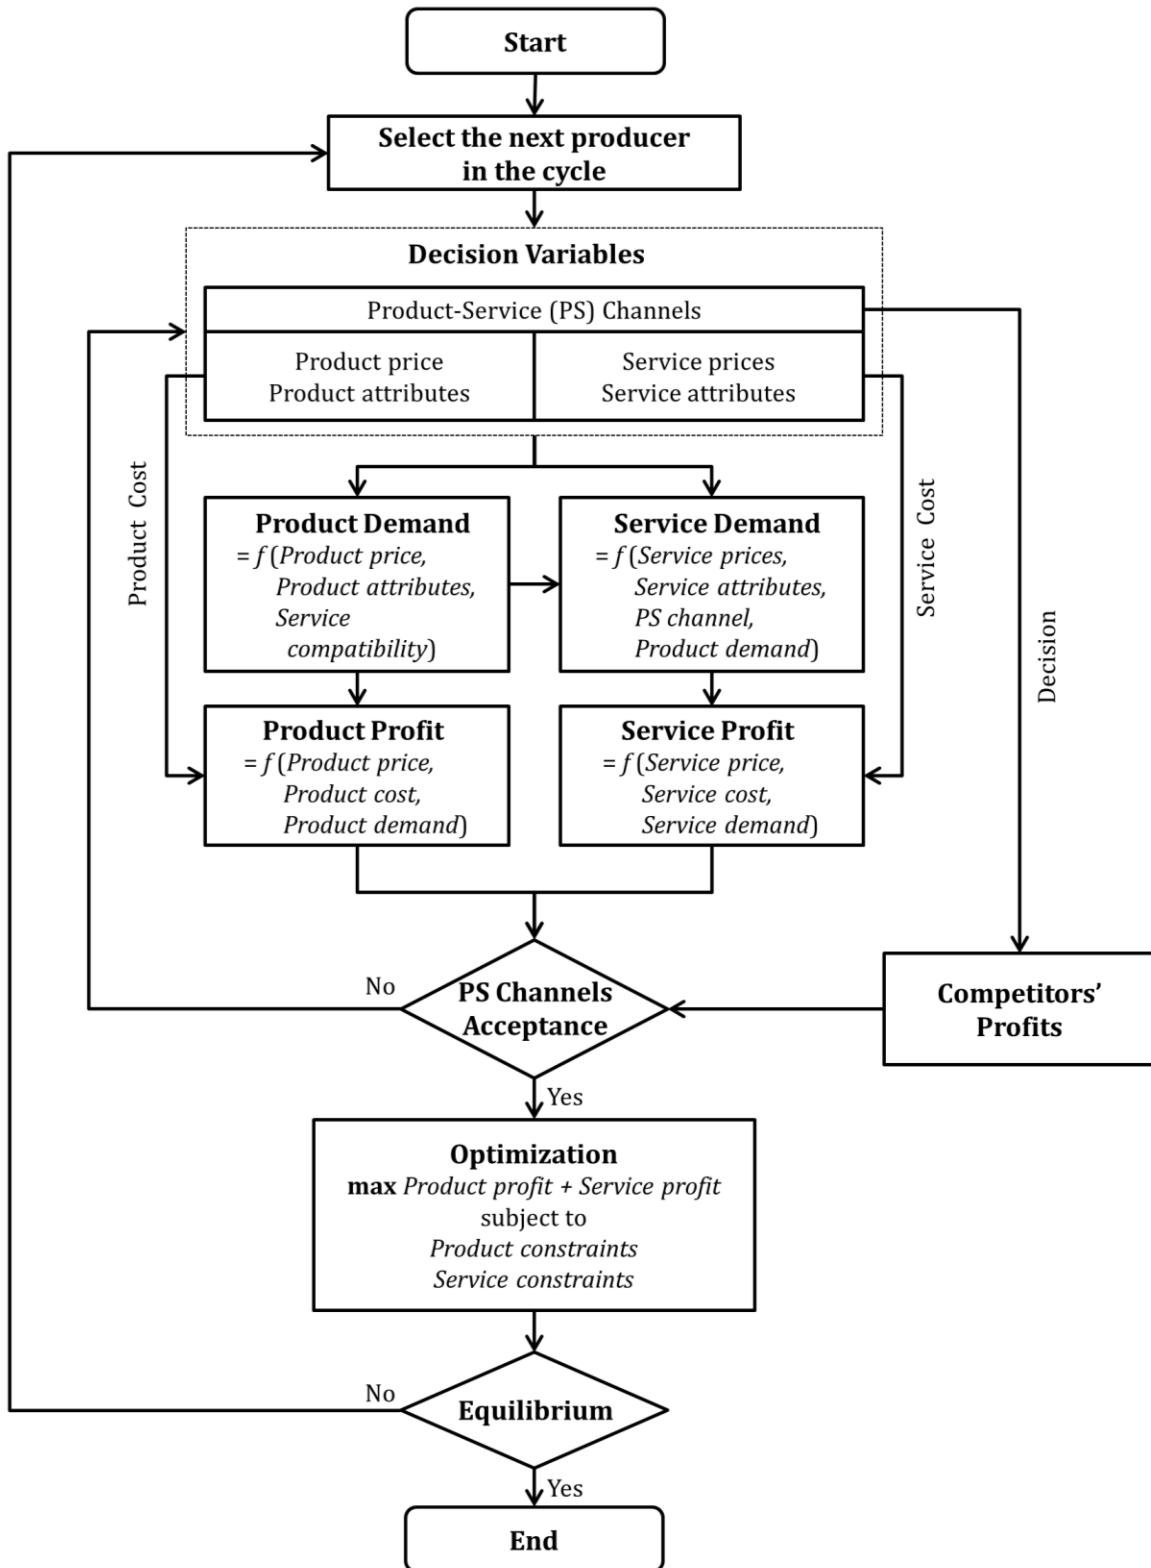 Start
Select the next producer
in the cycle
Decision Variables
Product-Service (PS) Channels
Product price
Product attributes
Service prices
Service attributes
Product Cost
Service Cost
Decision
Product Demand
= f (Product price,
Product attributes,
Service
compatibility)
Service Demand
= f (Service prices,
Service attributes,
PS channel,
Product demand)
Product Profit
= f (Product price,
Product cost,
Product demand)
Service Profit
= f (Service price,
Service cost,
Service demand)
No
PS Channels
Acceptance
Competitors’
Profits
Yes
Optimization
max Product profit + Service profit
subject to
Product constraints
Service constraints
No
Equilibrium
Yes
End